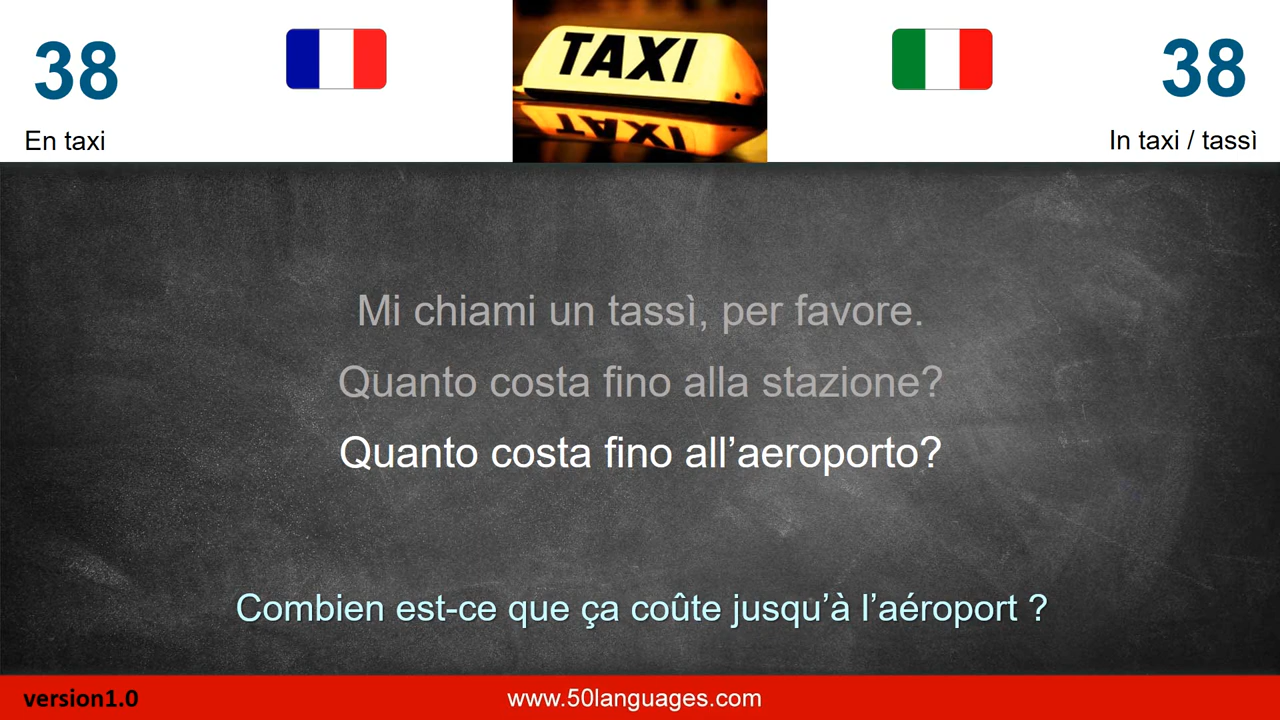 38
38
TAXI
En taxi
In taxi / tassì
Mi chiami un tassì, per favore.
Quanto costa fino alla stazione?
Quanto costa fino all’aeroporto?
Combien est-ce que ça coûte jusqu’à l’aéroport ?
version1.0
www.50languages.com